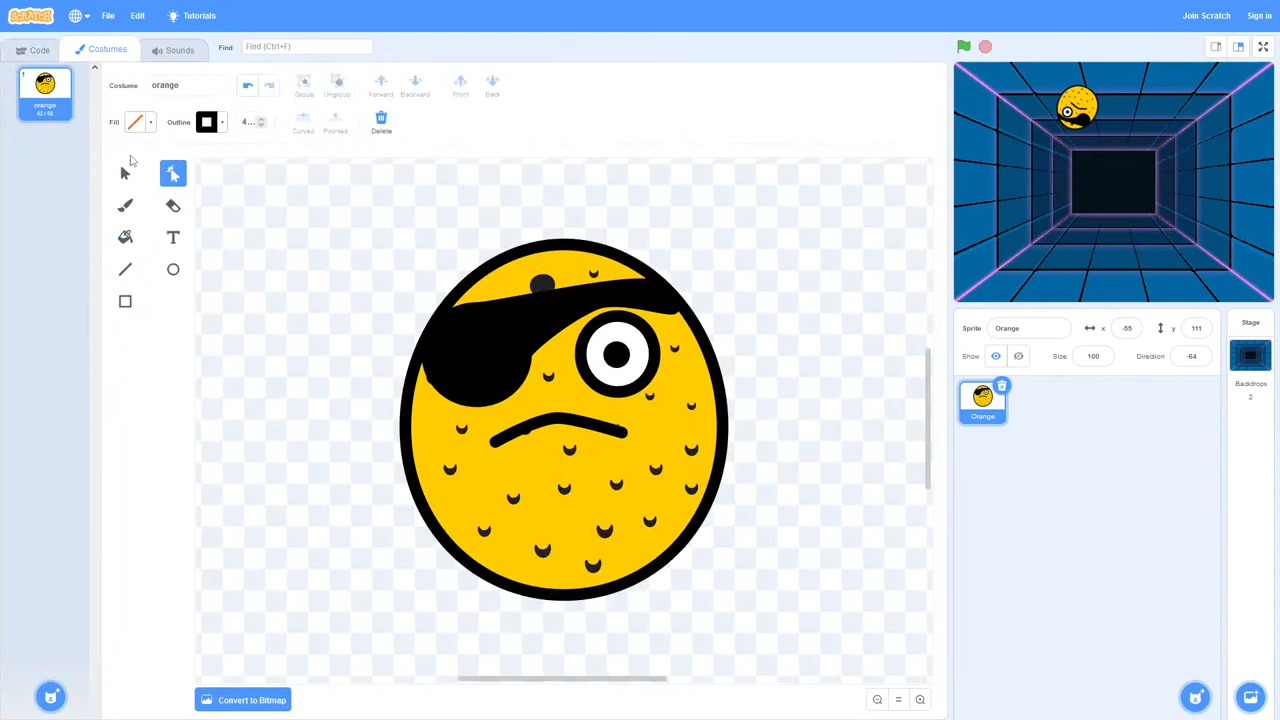 SCRATCH File Edit Tutorials Join Scratch Sign in
Code Costumes Sounds Find Find (Ctrl+F)
1
orange
Costume orange Group Ungroup Forward Backward Front Back
Fill Outline 4... Curved Pointed Delete
Convert to Bitmap
Sprite Orange x -55 y 111
Show Size 100 Direction -64
Orange
Stage
Backdrops
2